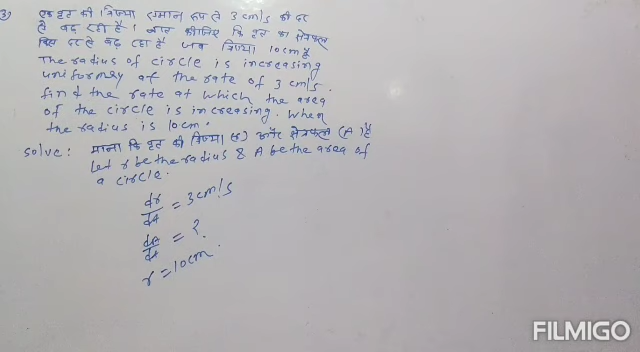 3) एक वृत की त्रिज्या समान रूप से 3 cm/s की दर
से बढ़ रही है। ज्ञात कीजिए कि वृत का क्षेत्रफल
किस दर से बढ़ रहा है जब त्रिज्या 10cm है
The radius of circle is increasing
uniformly of the rate of 3 cm/s.
find the rate at which the area
of the circle is increasing. When
the radius is 10cm.
Solve: माना कि वृत की त्रिज्या (r) और क्षेत्रफल (A) है
Let r be the radius & A be the area of
a circle.
dr/dt = 3cm/s
dA/dt = ?
r = 10cm.
FILMIGO